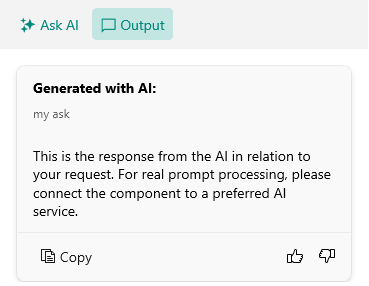 Ask AI Output
Generated with AI:
my ask
This is the response from the AI in relation to
your request. For real prompt processing, please
connect the component to a preferred AI
service.
Copy